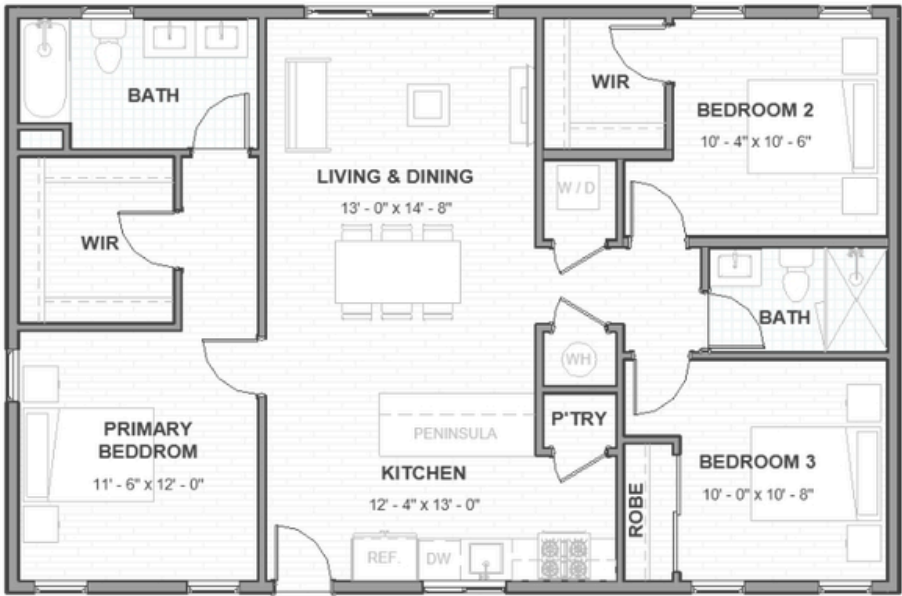 BATH
WIR
BEDROOM 2
10' - 4" x 10' - 6"
LIVING & DINING
13' - 0" x 14' - 8"
W / D
WIR
BATH
WH
P'TRY
PRIMARY
BEDDROM
11' - 6" x 12' - 0"
PENINSULA
KITCHEN
12' - 4" x 13' - 0"
BEDROOM 3
10' - 0" x 10' - 8"
ROBE
REF.
DW